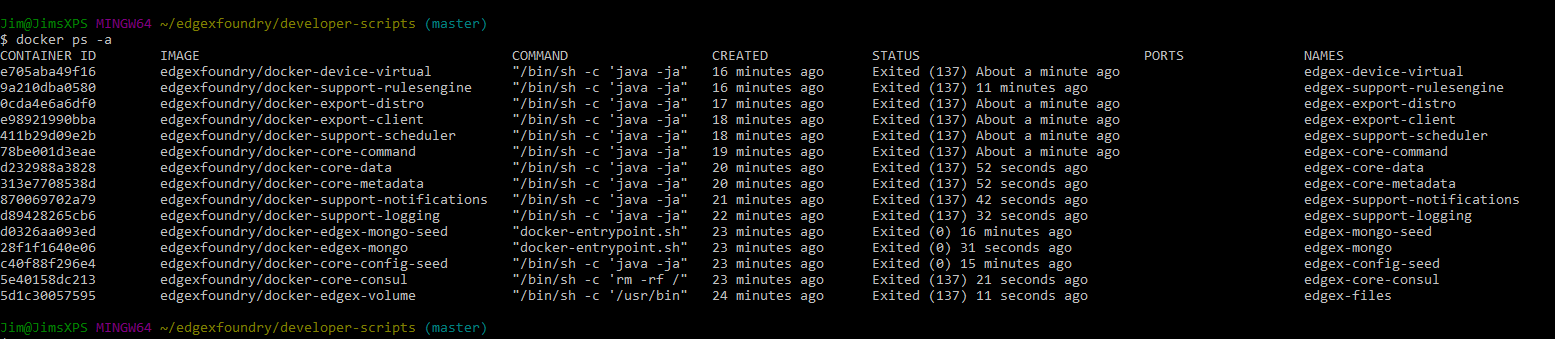 Jim@JimsXPS MINGW64 ~/edgexfoundry/developer-scripts (master)
$ docker ps -a
CONTAINER ID        IMAGE                                       COMMAND                  CREATED             STATUS                            PORTS               NAMES
e705aba49f16        edgexfoundry/docker-device-virtual          "/bin/sh -c 'java -ja"   16 minutes ago      Exited (137) About a minute ago                       edgex-device-virtual
9a210dba0580        edgexfoundry/docker-support-rulesengine     "/bin/sh -c 'java -ja"   16 minutes ago      Exited (137) 11 minutes ago                           edgex-support-rulesengine
0cda4e6a6df0        edgexfoundry/docker-export-distro           "/bin/sh -c 'java -ja"   17 minutes ago      Exited (137) About a minute ago                       edgex-export-distro
e98921990bba        edgexfoundry/docker-export-client           "/bin/sh -c 'java -ja"   18 minutes ago      Exited (137) About a minute ago                       edgex-export-client
411b29d09e2b        edgexfoundry/docker-support-scheduler       "/bin/sh -c 'java -ja"   18 minutes ago      Exited (137) About a minute ago                       edgex-support-scheduler
78be001d3eae        edgexfoundry/docker-core-command            "/bin/sh -c 'java -ja"   19 minutes ago      Exited (137) About a minute ago                       edgex-core-command
d232988a3828        edgexfoundry/docker-core-data               "/bin/sh -c 'java -ja"   20 minutes ago      Exited (137) 52 seconds ago                           edgex-core-data
313e7708538d        edgexfoundry/docker-core-metadata           "/bin/sh -c 'java -ja"   20 minutes ago      Exited (137) 52 seconds ago                           edgex-core-metadata
870069702a79        edgexfoundry/docker-support-notifications   "/bin/sh -c 'java -ja"   21 minutes ago      Exited (137) 42 seconds ago                           edgex-support-notifications
d89428265cb6        edgexfoundry/docker-support-logging         "/bin/sh -c 'java -ja"   22 minutes ago      Exited (137) 32 seconds ago                           edgex-support-logging
d0326aa093ed        edgexfoundry/docker-edgex-mongo-seed        "docker-entrypoint.sh"   23 minutes ago      Exited (0) 16 minutes ago                             edgex-mongo-seed
28f1f1640e06        edgexfoundry/docker-edgex-mongo             "docker-entrypoint.sh"   23 minutes ago      Exited (0) 31 seconds ago                             edgex-mongo
c40f88f296e4        edgexfoundry/docker-core-config-seed        "/bin/sh -c 'java -ja"   23 minutes ago      Exited (0) 15 minutes ago                             edgex-config-seed
5e40158dc213        edgexfoundry/docker-core-consul             "/bin/sh -c 'rm -rf /"   23 minutes ago      Exited (137) 21 seconds ago                           edgex-core-consul
5d1c30057595        edgexfoundry/docker-edgex-volume            "/bin/sh -c '/usr/bin"   24 minutes ago      Exited (137) 11 seconds ago                           edgex-files
Jim@JimsXPS MINGW64 ~/edgexfoundry/developer-scripts (master)